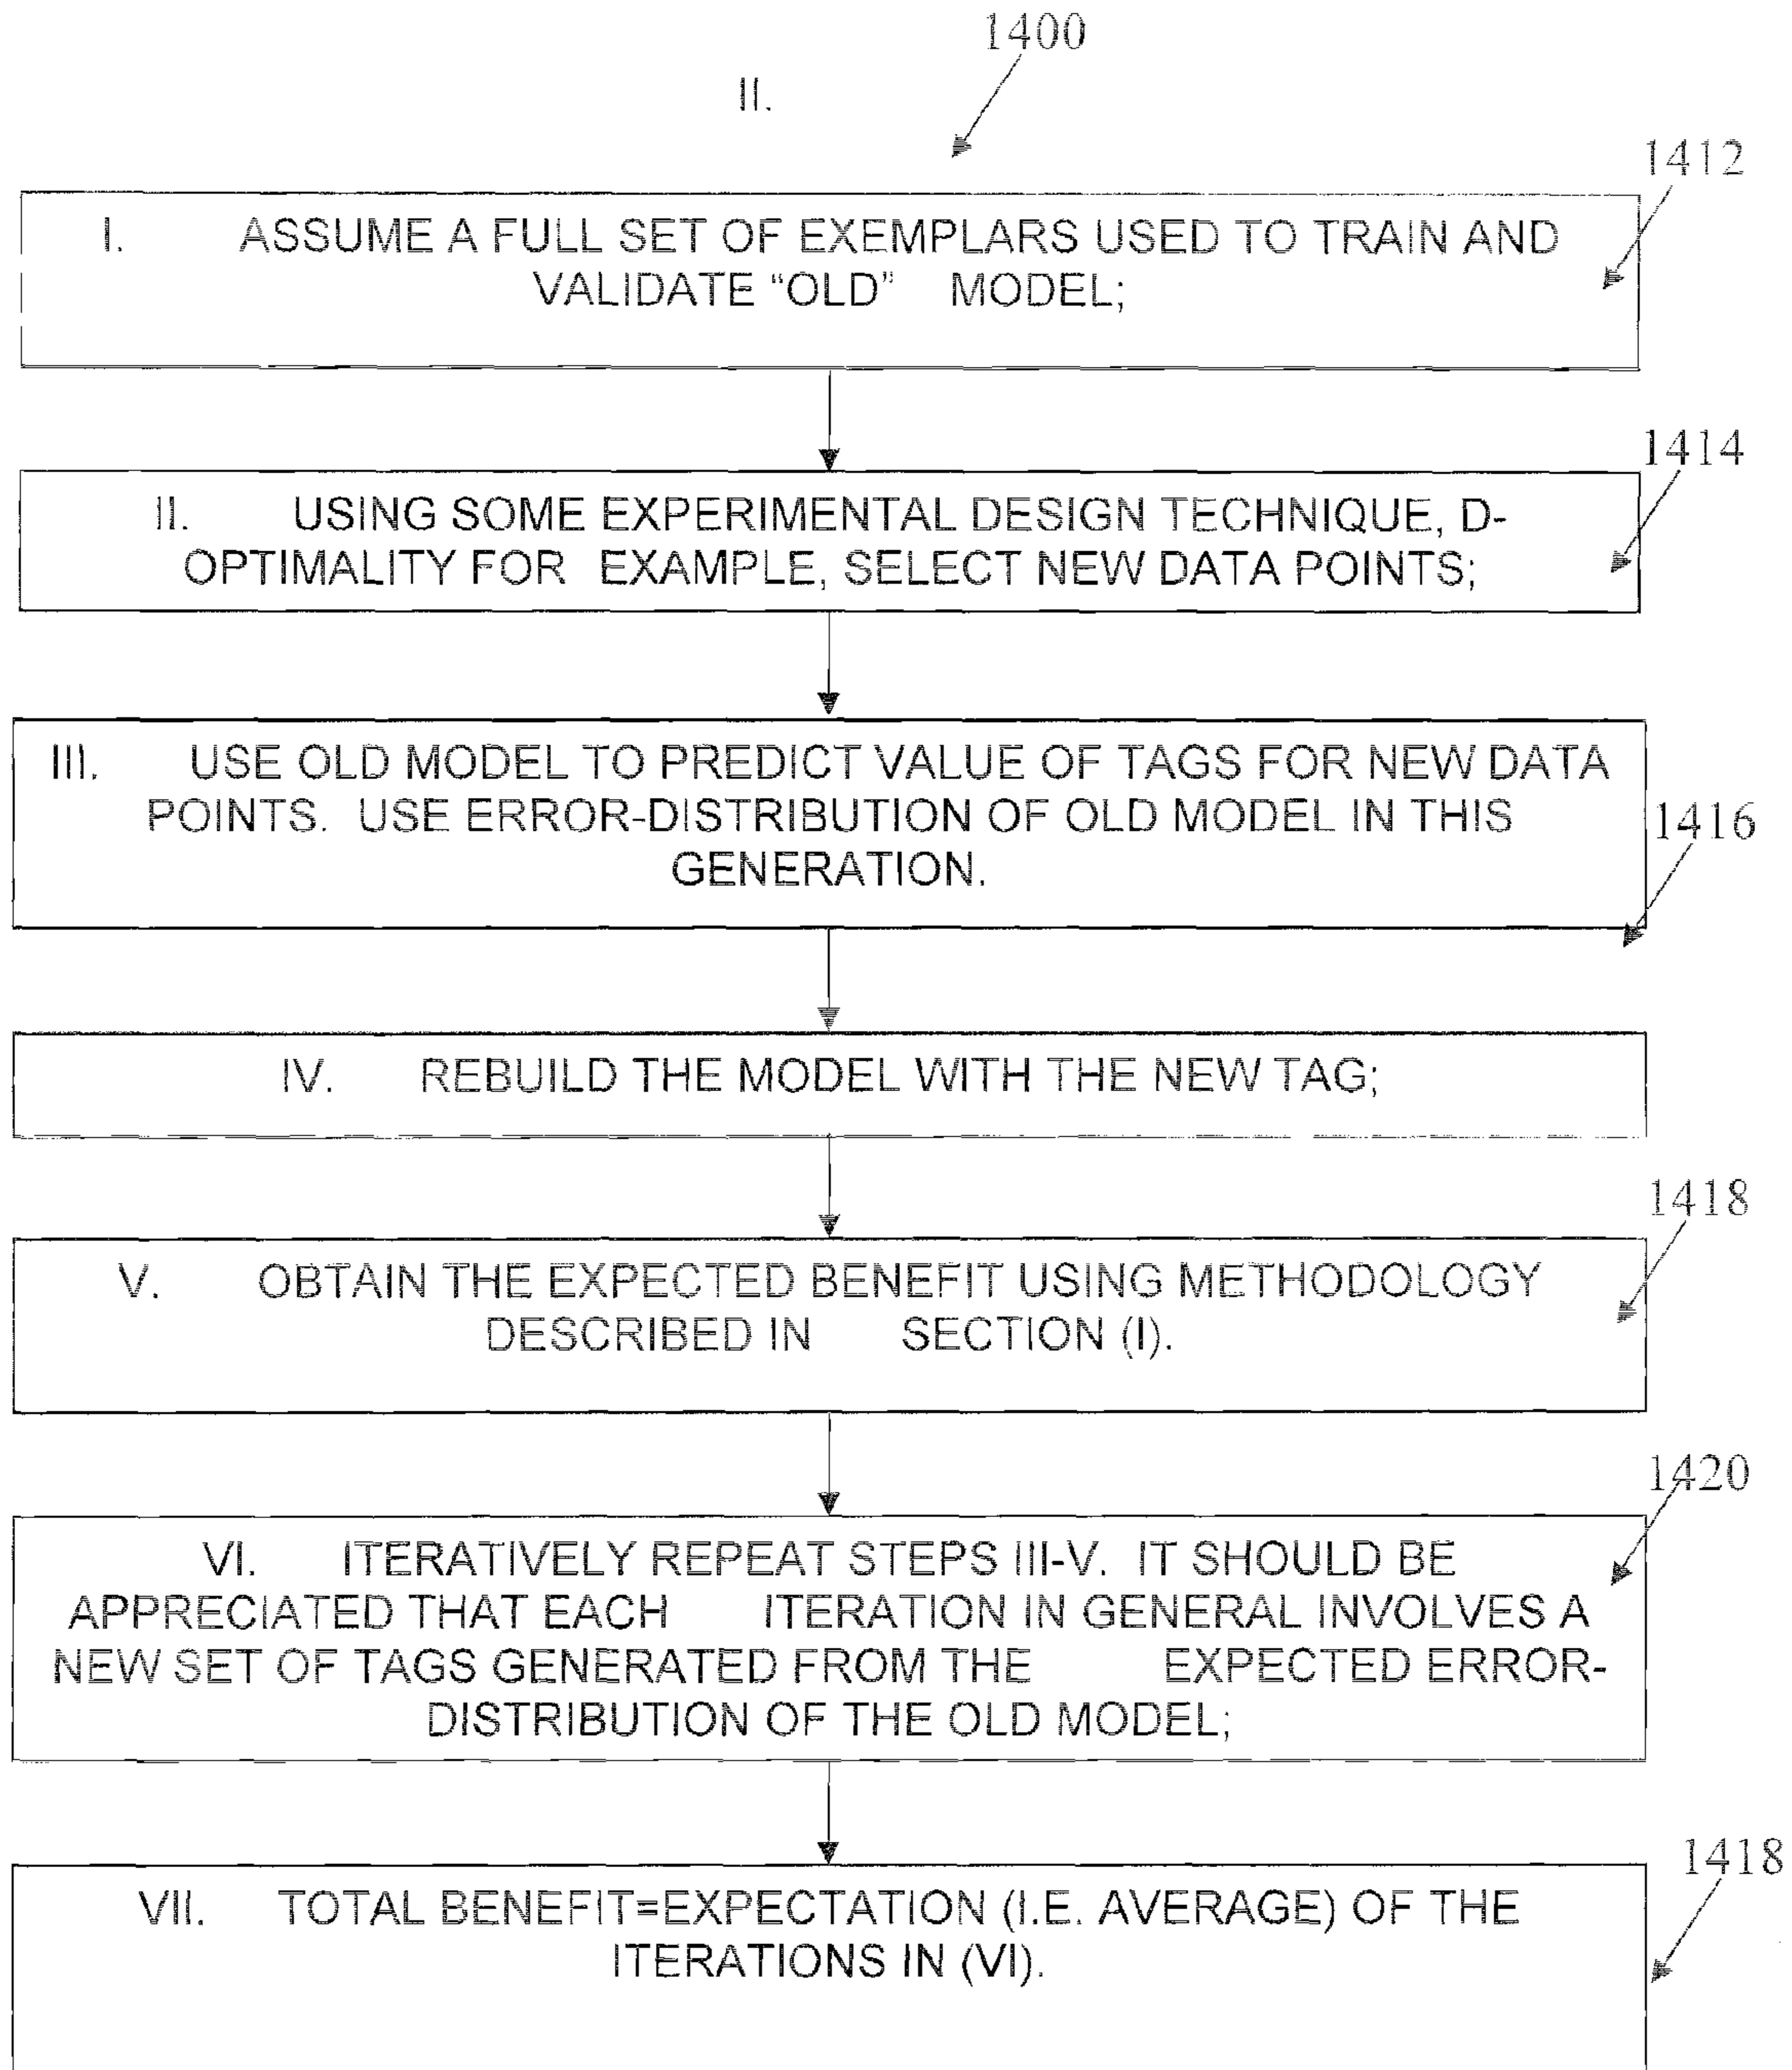 1400
II.
1412
I. ASSUME A FULL SET OF EXEMPLARS USED TO TRAIN AND
VALIDATE “OLD” MODEL;
1414
II. USING SOME EXPERIMENTAL DESIGN TECHNIQUE, D-
OPTIMALITY FOR EXAMPLE, SELECT NEW DATA POINTS;
III. USE OLD MODEL TO PREDICT VALUE OF TAGS FOR NEW DATA
POINTS. USE ERROR-DISTRIBUTION OF OLD MODEL IN THIS
GENERATION.
1416
IV. REBUILD THE MODEL WITH THE NEW TAG;
1418
V. OBTAIN THE EXPECTED BENEFIT USING METHODOLOGY
DESCRIBED IN SECTION (I).
1420
VI. ITERATIVELY REPEAT STEPS III-V. IT SHOULD BE
APPRECIATED THAT EACH ITERATION IN GENERAL INVOLVES A
NEW SET OF TAGS GENERATED FROM THE EXPECTED ERROR-
DISTRIBUTION OF THE OLD MODEL;
1418
VII. TOTAL BENEFIT=EXPECTATION (I.E. AVERAGE) OF THE
ITERATIONS IN (VI).